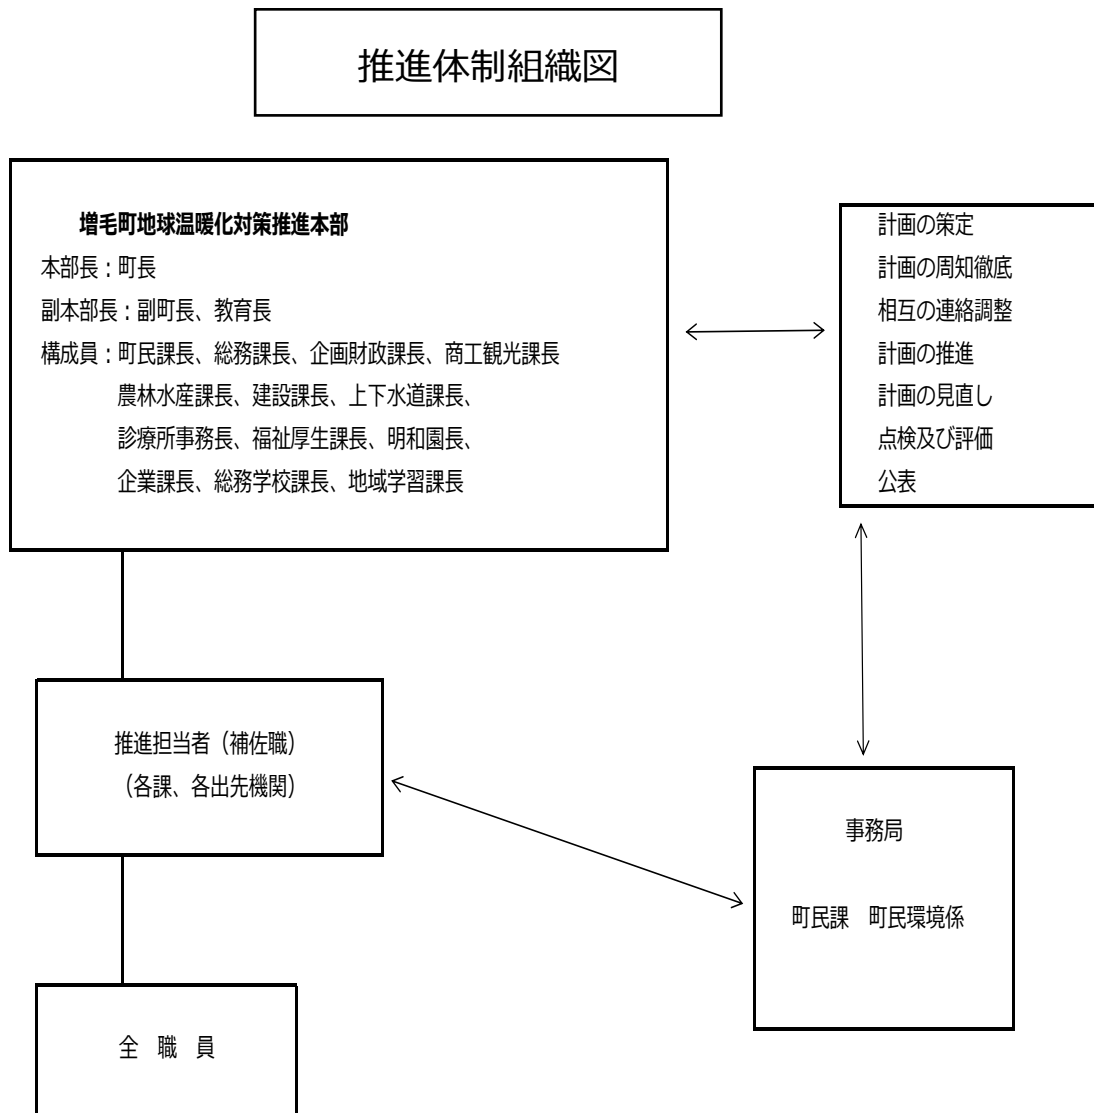 推進体制組織図
増毛町地球温暖化対策推進本部
本部長：町長
副本部長：副町長、教育長
構成員：町民課長、総務課長、企画財政課長、商工観光課長
農林水産課長、建設課長、上下水道課長、
診療所事務長、福祉厚生課長、明和園長、
企業課長、総務学校課長、地域学習課長
計画の策定
計画の周知徹底
相互の連絡調整
計画の推進
計画の見直し
点検及び評価
公表
推進担当者（補佐職）
（各課、各出先機関）
事務局
町民課　町民環境係
全　職　員